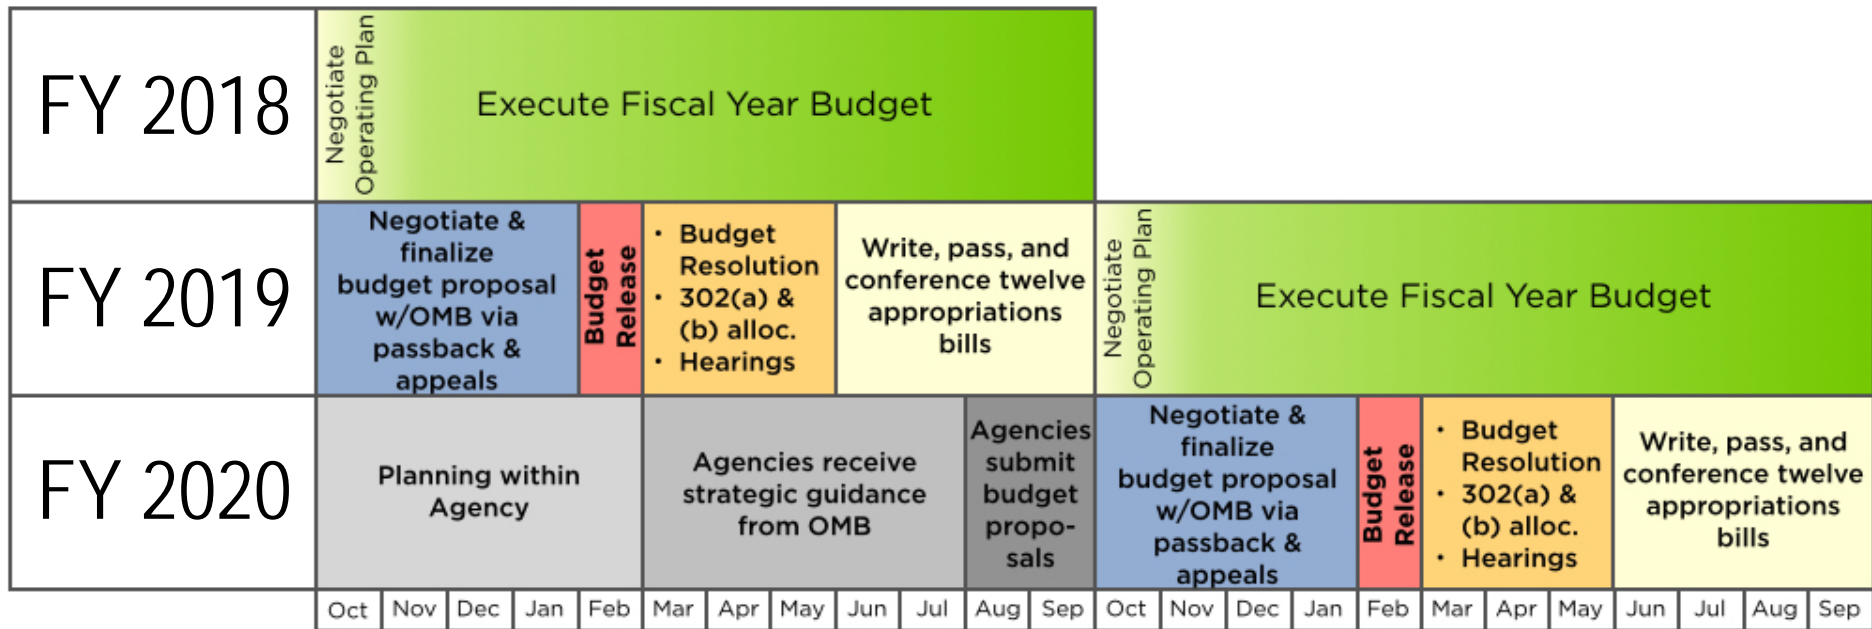 FY 2018
Negotiate
Operating Plan
Execute Fiscal Year Budget
FY 2019
Negotiate &
finalize
budget proposal
w/OMB via
passback &
appeals
Budget
Release
• Budget
Resolution
• 302(a) &
(b) alloc.
• Hearings
Write, pass, and
conference twelve
appropriations
bills
Negotiate
Operating Plan
Execute Fiscal Year Budget
FY 2020
Planning within
Agency
Agencies receive
strategic guidance
from OMB
Agencies
submit
budget
propo-
sals
Negotiate &
finalize
budget proposal
w/OMB via
passback &
appeals
Budget
Release
• Budget
Resolution
• 302(a) &
(b) alloc.
• Hearings
Write, pass, and
conference twelve
appropriations
bills
Oct Nov Dec Jan Feb Mar Apr May Jun Jul Aug Sep Oct Nov Dec Jan Feb Mar Apr May Jun Jul Aug Sep